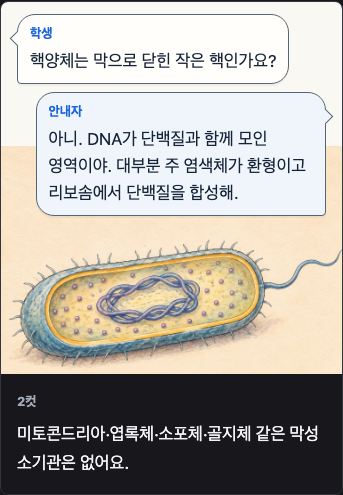 학생
핵양체는 막으로 닫힌 작은 핵인가요?
안내자
아니. DNA가 단백질과 함께 모인
영역이야. 대부분 주 염색체가 환형이고
리보솜에서 단백질을 합성해.
2컷
미토콘드리아·엽록체·소포체·골지체 같은 막성
소기관은 없어요.